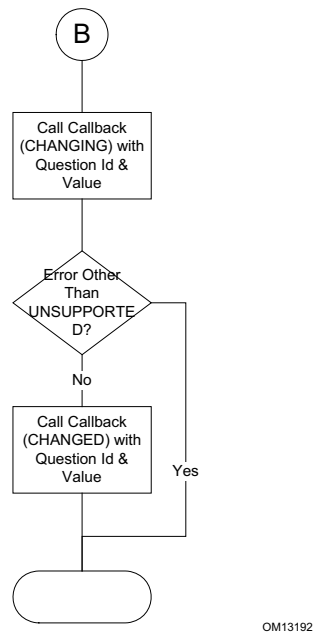 B
Call Callback
(CHANGING) with
Question Id &
Value
Error Other
Than
UNSUPPORTE
D?
No
Call Callback
(CHANGED) with
Question Id &
Value
Yes
OM13192